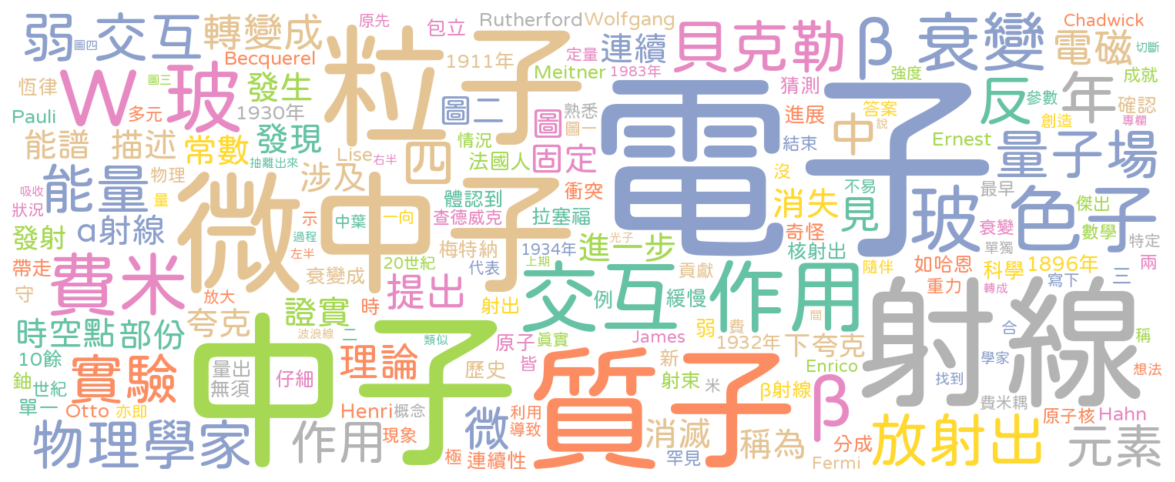 弱 交互 轉變成 原先 包立 Rutherford Wolfgang 連續 貝克勒 β 衰變 Chadwick
圖四 Becquerel 1911年 定量 電磁 切斷
恆律 W 玻 圖三 發生 粒子 Meitner 1983年 猜測 強度 成就
Pauli 多元 1930年 圖二 圖 熟悉 圖一 進展 答案 反 年 參數 確認
能譜 描述 常數 發現 四 情況 法國人 固定 電子 結束 中 說 Ernest 創造 專欄
抽離出來 Lise 右半 量子場
吸收 能量 物理 涉及 微中子 體認到 衝突 沒 不易 最早
狀況 量 示 中葉 一向 查德威克 拉塞福 消失 見 玻色子 傑出
發射 α射線 過程 左半 梅特納 1934年 光子 奇怪 衰變 數學 特定
帶走 20世紀 上期 進一步 核射出 單獨
守 費米 放大 衰變成 代表 貢獻 隨伴 如哈恩 1896年 兩
提出 射出 交互作用 例 緩慢 重力 科學 寫下 三 轉成
時空點 部份 夸克 證實 時 中子
10餘 波浪線 二 類似 原子 真實 弱 費 1932年 間 下夸克 射線 合 稱
鈾 世紀 實驗 量出 無須 仔細 理論 歷史 皆 質子 James 新 Enrico 學家
單一 射束 米 β射線 找到 想法
Otto 亦即 Henri 概念 利用 β 費米耦 原子核 Hahn
物理學家 作用 現象 微 導致 消滅 稱為 分成 放射出 元素
極 連續性 罕見 Fermi